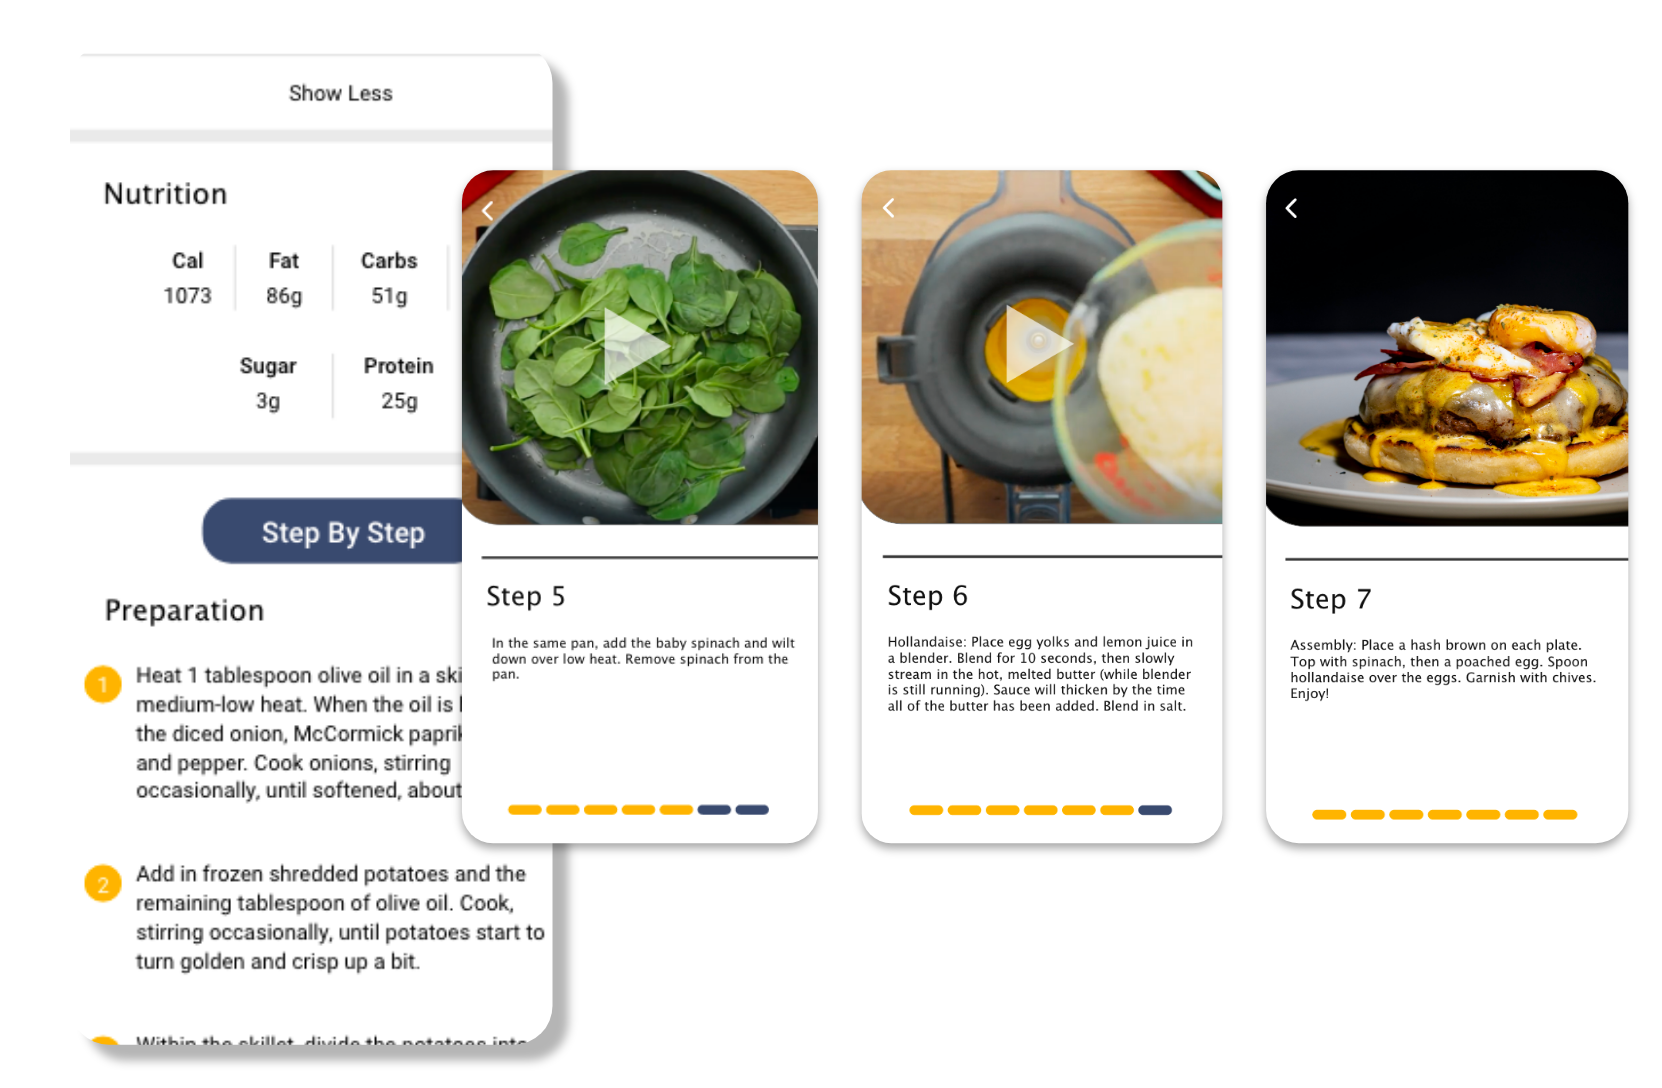 Show Less
Nutrition
Cal
Fat
Carbs
1073
86g
51g
Sugar
Protein
3g
25g
Step By Step
Preparation
1
Heat 1 tablespoon olive oil in a
medium-low heat. When the oil is
the diced onion, McCormick
and pepper. Cook onions, stirring
occasionally, until softened, about
2
Add in frozen shredded potatoes and the
remaining tablespoon of olive oil. Cook,
stirring occasionally, until potatoes start to
turn golden and crisp up a bit.
Within the skillet, divide the potatoes into
Step 5
In the same pan, add the baby spinach and wilt
down over low heat. Remove spinach from the
pan.
Step 6
Hollandaise: Place egg yolks and lemon juice in
a blender. Blend for 10 seconds, then slowly
stream in the hot, melted butter (while blender
is still running). Sauce will thicken by the time
all of the butter has been added. Blend in salt.
Step 7
Assembly: Place a hash brown on each plate.
Top with spinach, then a poached egg. Spoon
hollandaise over the eggs. Garnish with chives.
Enjoy!